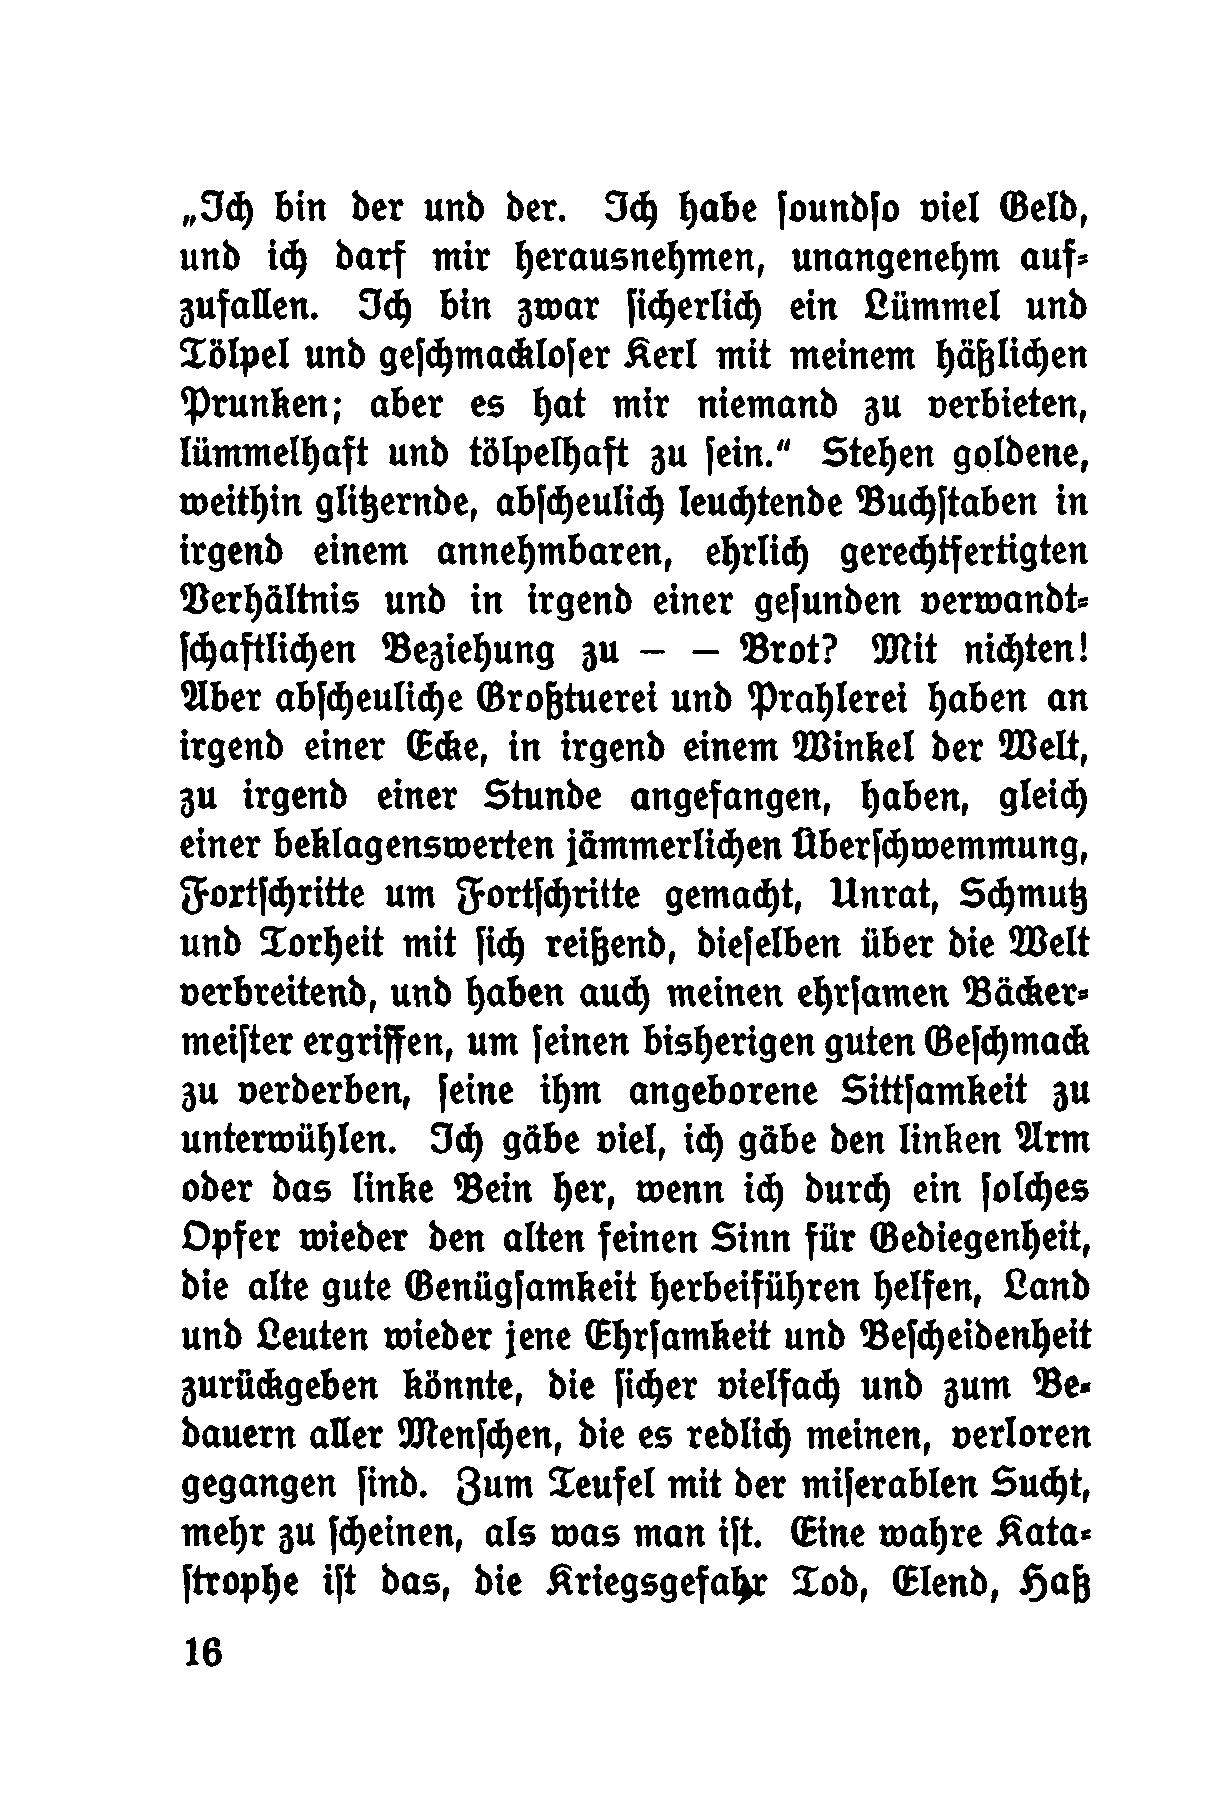 „Ich bin der und der. Ich habe soundso viel Geld,
und ich darf mir herausnehmen, unangenehm auf-
zufallen. Ich bin zwar sicherlich ein Lümmel und
Tölpel und geschmackloser Kerl mit meinem häßlichen
Prunken; aber es hat mir niemand zu verbieten,
lümmelhaft und tölpelhaft zu sein.“ Stehen goldene,
weithin glitzernde, abscheulich leuchtende Buchstaben in
irgend einem annehmbaren, ehrlich gerechtfertigten
Verhältnis und in irgend einer gesunden verwandt-
schaftlichen Beziehung zu — — Brot? Mit nichten!
Aber abscheuliche Großtuerei und Prahlerei haben an
irgend einer Ecke, in irgend einem Winkel der Welt,
zu irgend einer Stunde angefangen, haben, gleich
einer beklagenswerten jämmerlichen Überschwemmung,
Fortschritte um Fortschritte gemacht, Unrat, Schmutz
und Torheit mit sich reißend, dieselben über die Welt
verbreitend, und haben auch meinen ehrsamen Bäcker-
meister ergriffen, um seinen bisherigen guten Geschmack
zu verderben, seine ihm angeborene Sittsamkeit zu
unterwühlen. Ich gäbe viel, ich gäbe den linken Arm
oder das linke Bein her, wenn ich durch ein solches
Opfer wieder den alten feinen Sinn für Gediegenheit,
die alte gute Genügsamkeit herbeiführen helfen, Land
und Leuten wieder jene Ehrsamkeit und Bescheidenheit
zurückgeben könnte, die sicher vielfach und zum Be-
dauern aller Menschen, die es redlich meinen, verloren
gegangen sind. Zum Teufel mit der miserablen Sucht,
mehr zu scheinen, als was man ist. Eine wahre Kata-
strophe ist das, die Kriegsgefahr Tod, Elend, Haß
16